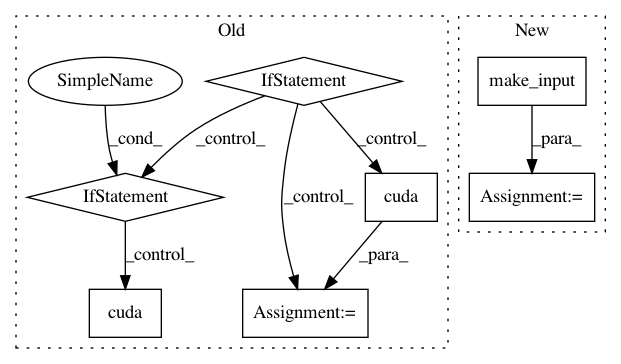 Old
New
SimpleName
IfStatement
make_input
_cond_
_control_
_control_
_para_
IfStatement
_control_
cuda
Assignment:=
_control_
_para_
cuda
Assignment:=